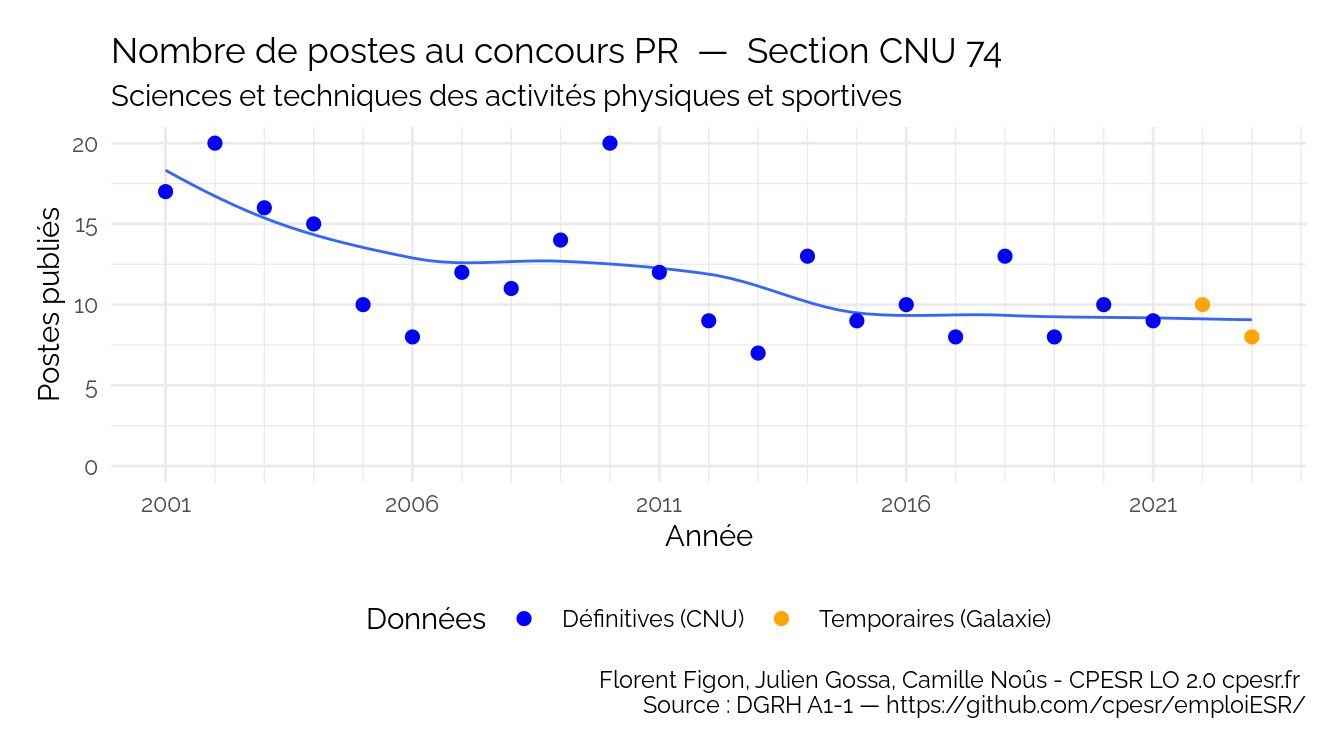 Nombre de postes au concours PR — Section CNU 74
Sciences et techniques des activités physiques et sportives
Postes publiés
20
15
10
5
0
2001 2006 2011 2016 2021
Année
Données Définitives (CNU) Temporaires (Galaxie)
Florent Figon, Julien Gossa, Camille Noûs - CPESR LO 2.0 cpesr.fr
Source : DGRH A1-1 — https://github.com/cpesr/emploiESR/